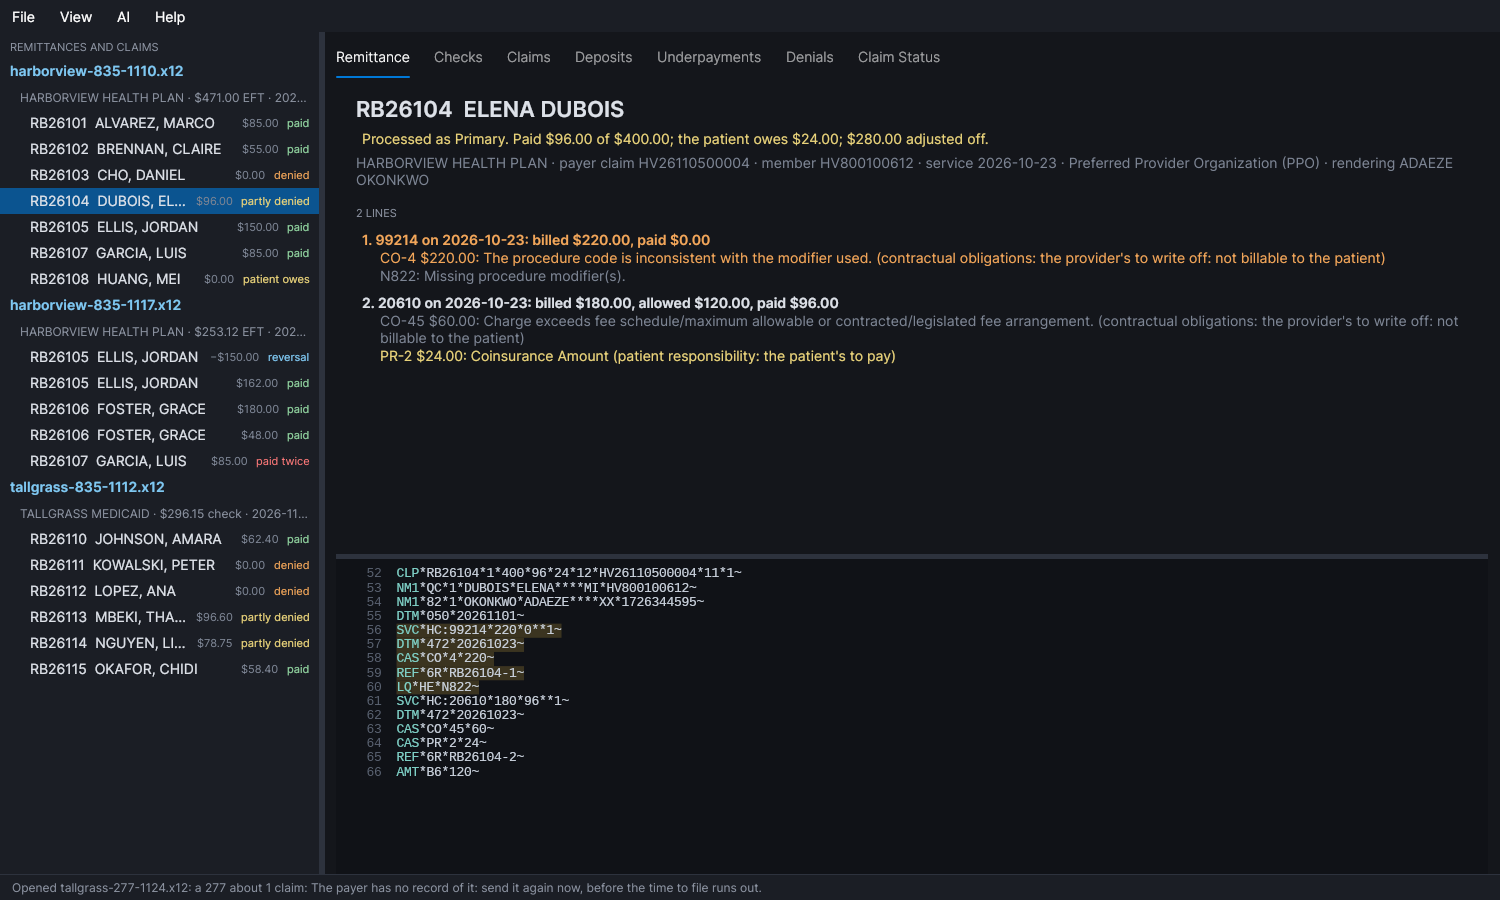 File View AI Help
REMITTANCES AND CLAIMS
harborview-835-1110.x12
HARBORVIEW HEALTH PLAN · $471.00 EFT · 202...
RB26101 ALVAREZ, MARCO $85.00 paid
RB26102 BRENNAN, CLAIRE $55.00 paid
RB26103 CHO, DANIEL $0.00 denied
RB26104 DUBOIS, EL... $96.00 partly denied
RB26105 ELLIS, JORDAN $150.00 paid
RB26107 GARCIA, LUIS $85.00 paid
RB26108 HUANG, MEI $0.00 patient owes
harborview-835-1117.x12
HARBORVIEW HEALTH PLAN · $253.12 EFT · 202...
RB26105 ELLIS, JORDAN −$150.00 reversal
RB26105 ELLIS, JORDAN $162.00 paid
RB26106 FOSTER, GRACE $180.00 paid
RB26106 FOSTER, GRACE $48.00 paid
RB26107 GARCIA, LUIS $85.00 paid twice
tallgrass-835-1112.x12
TALLGRASS MEDICAID · $296.15 check · 2026-11...
RB26110 JOHNSON, AMARA $62.40 paid
RB26111 KOWALSKI, PETER $0.00 denied
RB26112 LOPEZ, ANA $0.00 denied
RB26113 MBEKI, THA... $96.60 partly denied
RB26114 NGUYEN, LI... $78.75 partly denied
RB26115 OKAFOR, CHIDI $58.40 paid
Remittance Checks Claims Deposits Underpayments Denials Claim Status
RB26104 ELENA DUBOIS
Processed as Primary. Paid $96.00 of $400.00; the patient owes $24.00; $280.00 adjusted off.
HARBORVIEW HEALTH PLAN · payer claim HV26110500004 · member HV800100612 · service 2026-10-23 · Preferred Provider Organization (PPO) · rendering ADAEZE
OKONKWO
2 LINES
1. 99214 on 2026-10-23: billed $220.00, paid $0.00
CO-4 $220.00: The procedure code is inconsistent with the modifier used. (contractual obligations: the provider's to write off: not billable to the patient)
N822: Missing procedure modifier(s).
2. 20610 on 2026-10-23: billed $180.00, allowed $120.00, paid $96.00
CO-45 $60.00: Charge exceeds fee schedule/maximum allowable or contracted/legislated fee arrangement. (contractual obligations: the provider's to write off: not
billable to the patient)
PR-2 $24.00: Coinsurance Amount (patient responsibility: the patient's to pay)
52 CLP*RB26104*1*400*96*24*12*HV26110500004*11*1~
53 NM1*QC*1*DUBOIS*ELENA****MI*HV800100612~
54 NM1*82*1*OKONKWO*ADAEZE****XX*1726344595~
55 DTM*050*20261101~
56 SVC*HC:99214*220*0**1~
57 DTM*472*20261023~
58 CAS*CO*4*220~
59 REF*6R*RB26104-1~
60 LQ*HE*N822~
61 SVC*HC:20610*180*96**1~
62 DTM*472*20261023~
63 CAS*CO*45*60~
64 CAS*PR*2*24~
65 REF*6R*RB26104-2~
66 AMT*B6*120~
Opened tallgrass-277-1124.x12: a 277 about 1 claim: The payer has no record of it: send it again now, before the time to file runs out.